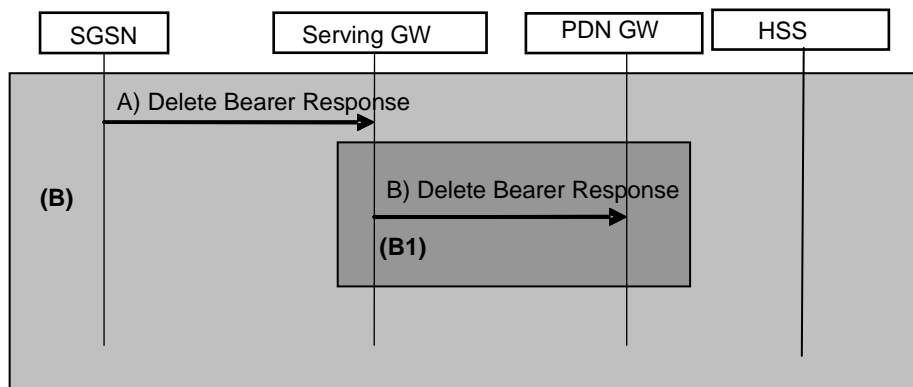 SGSN
Serving GW
PDN GW
HSS
A) Delete Bearer Response
B) Delete Bearer Response
(B)
(B1)